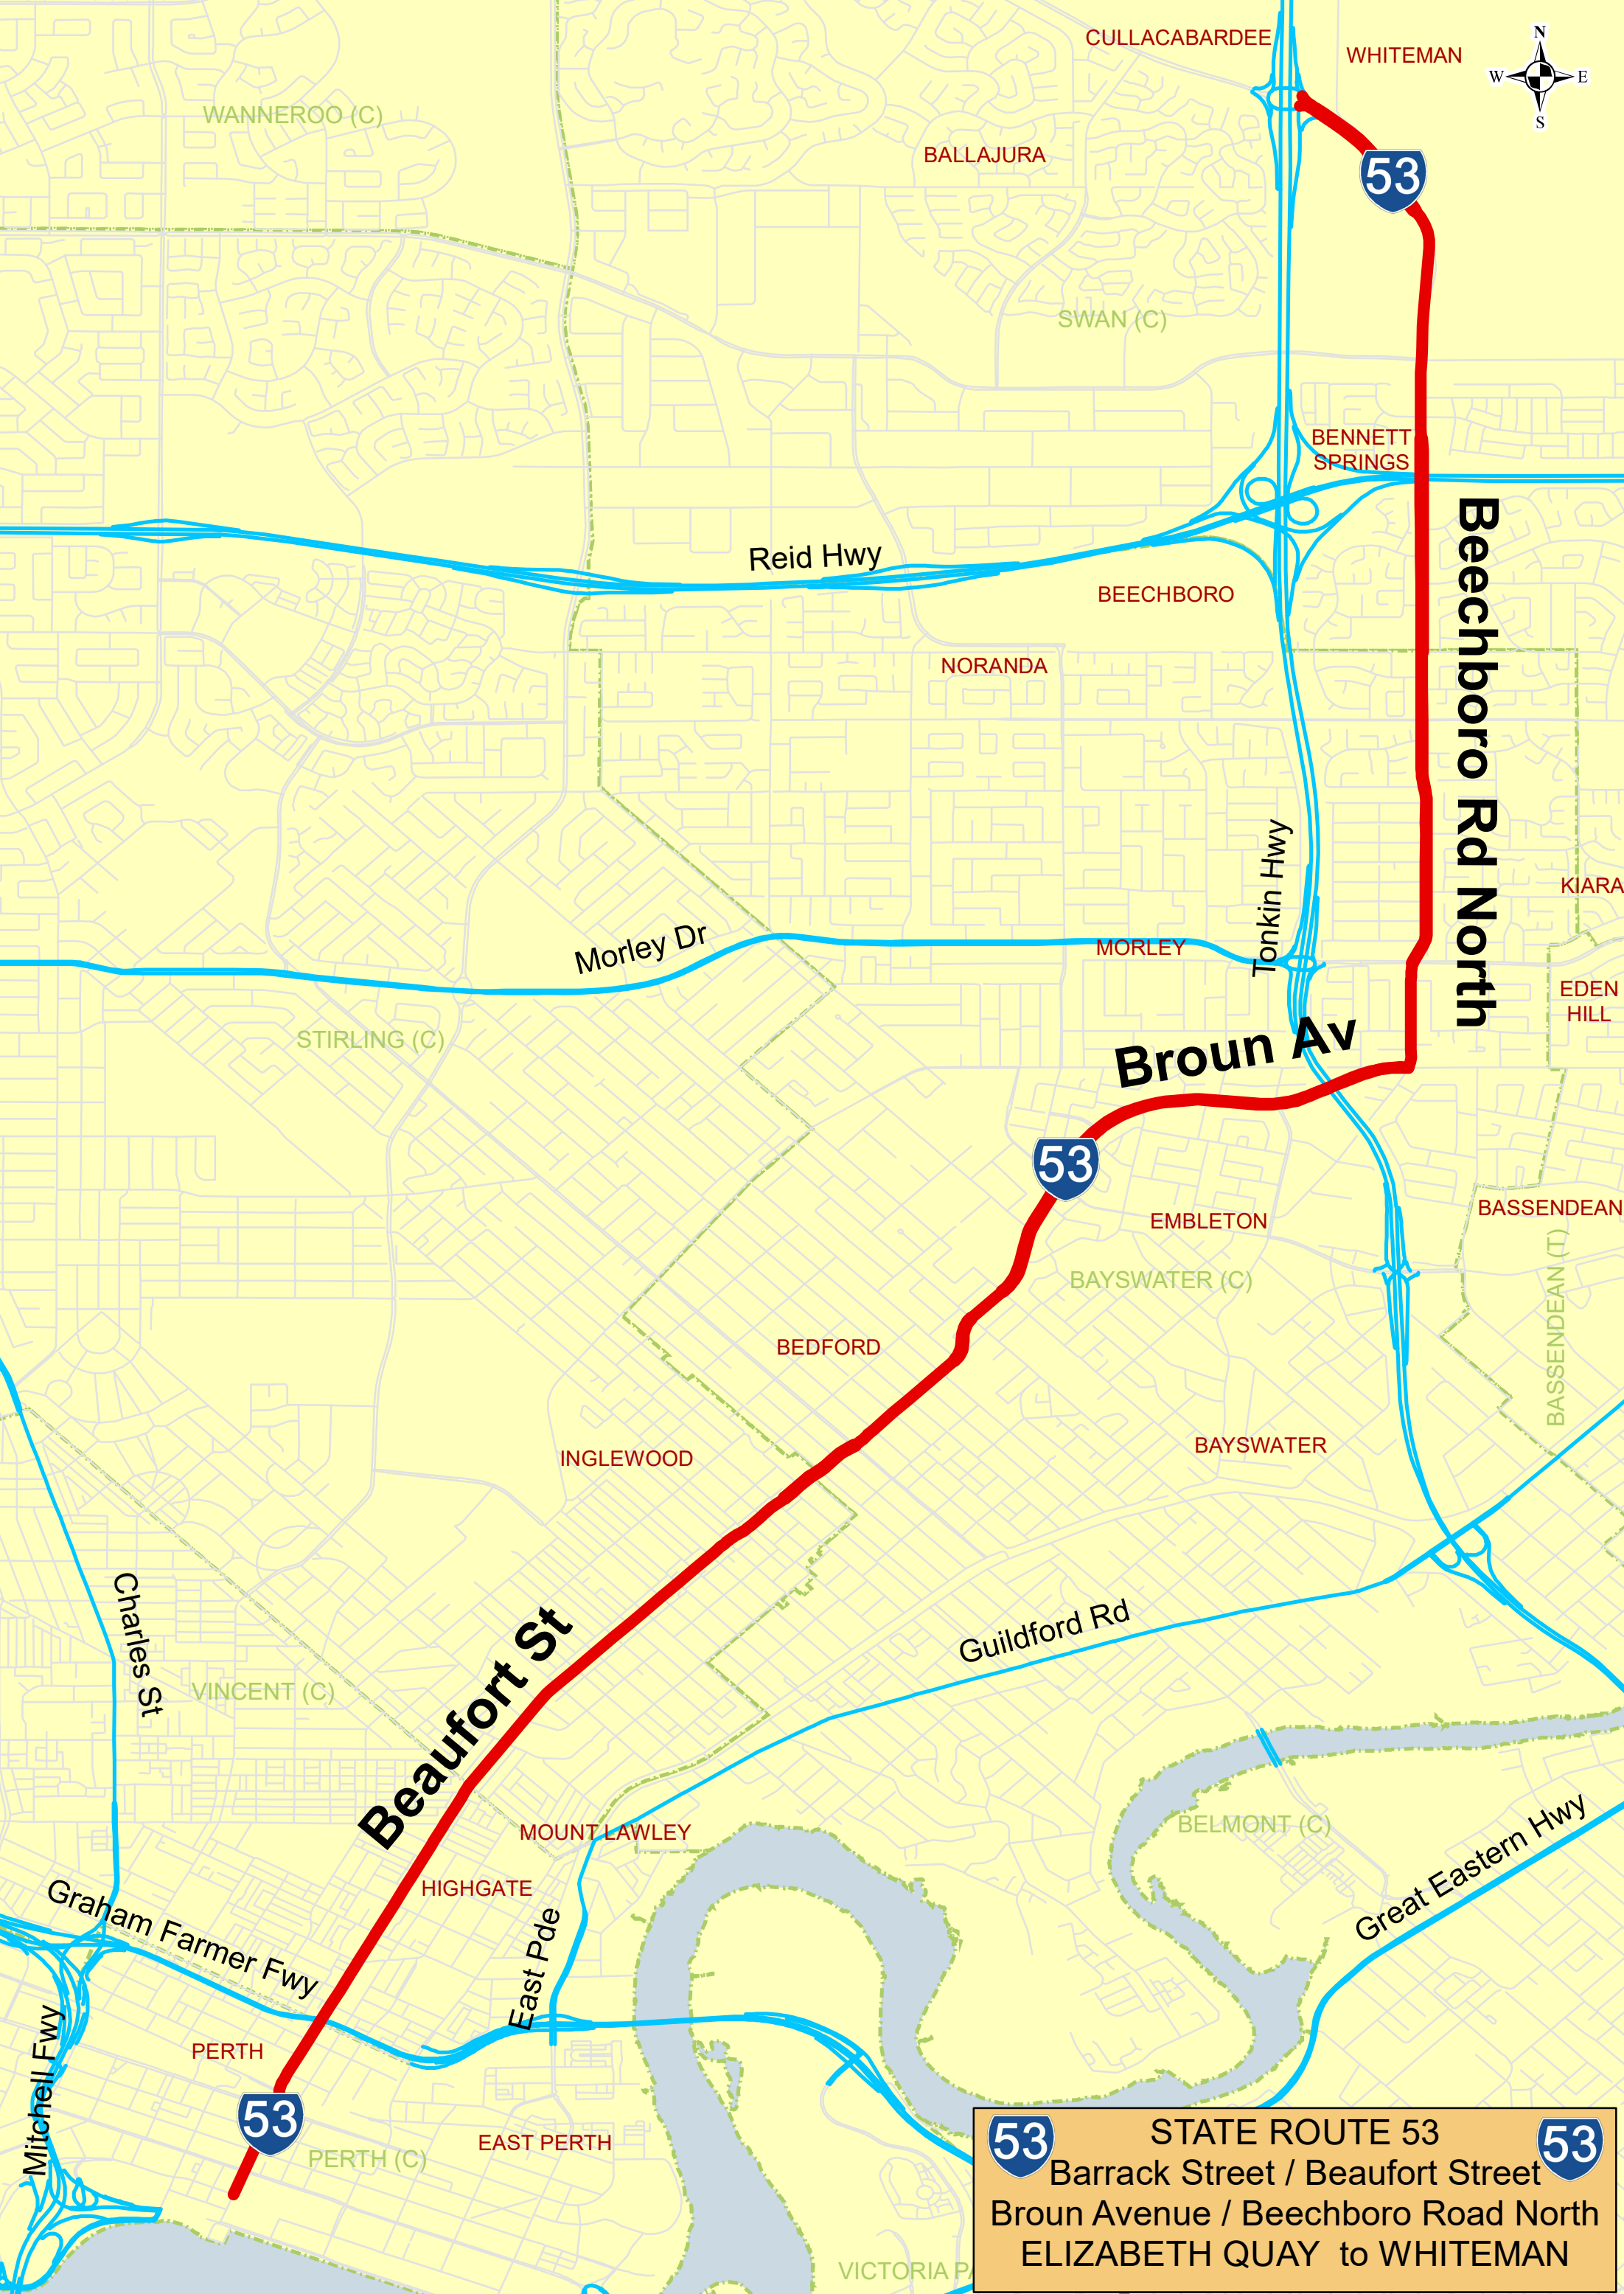 CULLACABARDEE
WHITEMAN
N
W
E
S
WANNEROO (C)
BALLAJURA
53
SWAN (C)
BENNETT
SPRINGS
Reid Hwy
Beechboro Rd North
BEECHBORO
NORANDA
Tonkin Hwy
KIARA
Morley Dr
MORLEY
EDEN
HILL
STIRLING (C)
Broun Av
53
BASSENDEAN
EMBLETON
BAYSWATER (C)
BASSENDEAN (T)
BEDFORD
BAYSWATER
INGLEWOOD
Charles St
Guildford Rd
Beaufort St
VINCENT (C)
MOUNT LAWLEY
BELMONT (C)
Great Eastern Hwy
HIGHGATE
Graham Farmer Fwy
East Pde
Mitchell Fwy
PERTH
53
EAST PERTH
PERTH (C)
VICTORIA PA
53
STATE ROUTE 53
53
Barrack Street / Beaufort Street
Broun Avenue / Beechboro Road North
ELIZABETH QUAY to WHITEMAN